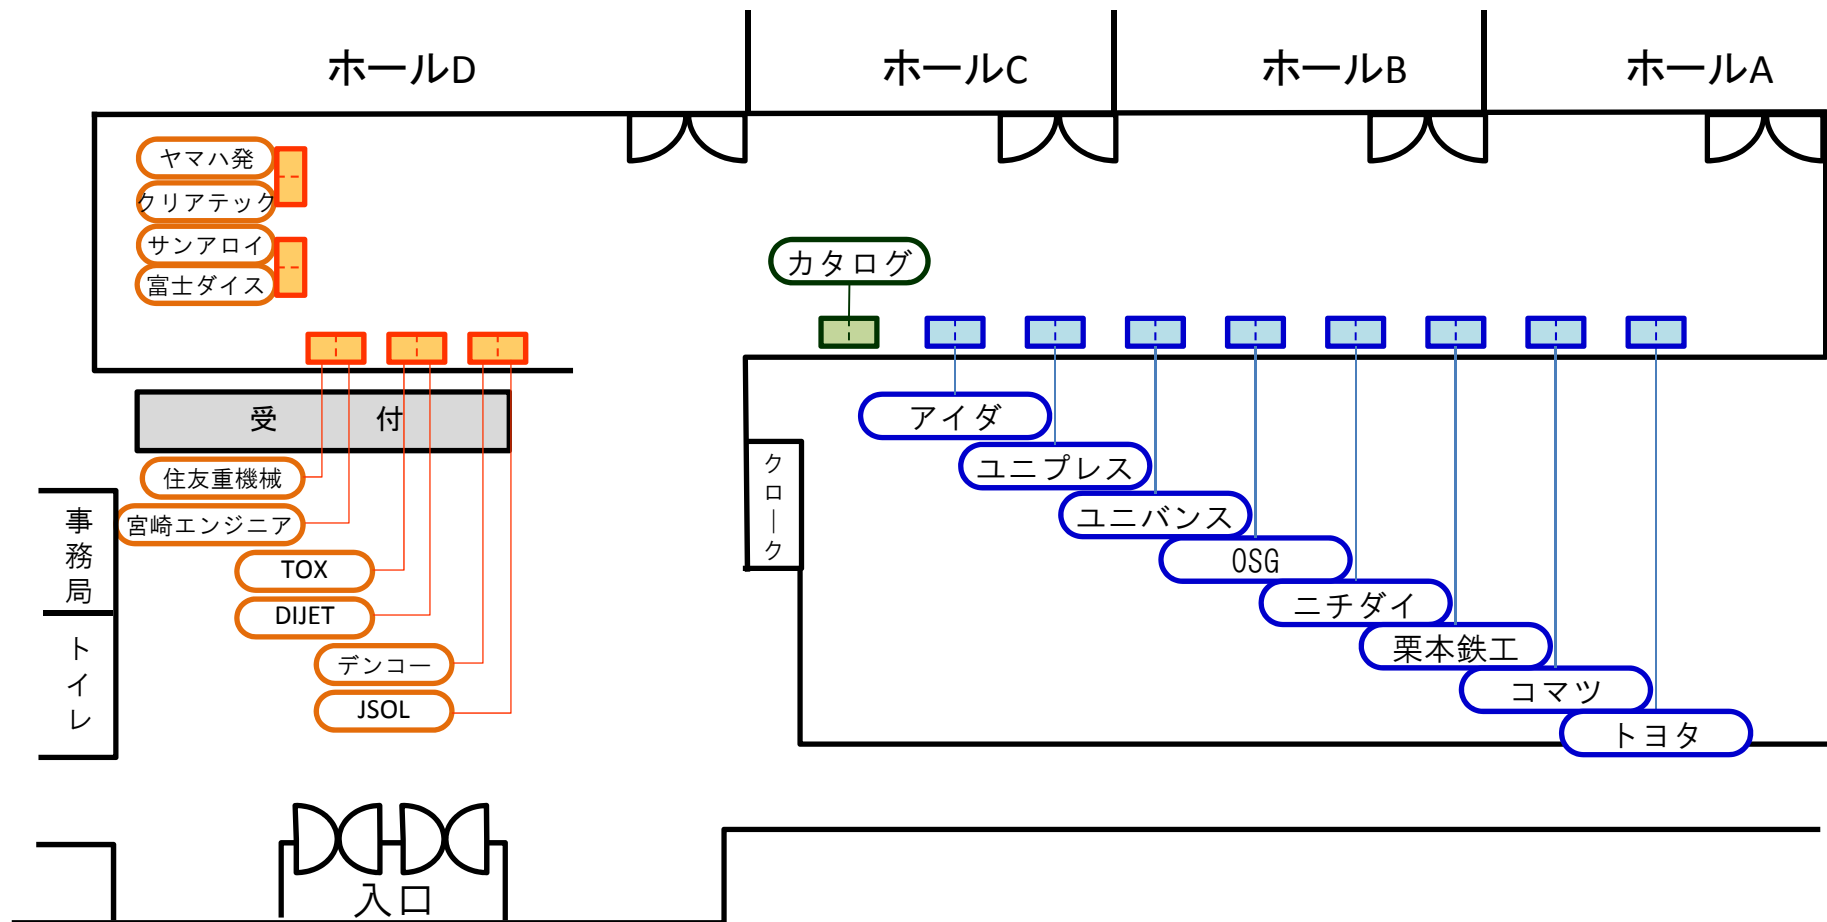 ホールD
ホールC
ホールB
ホールA
ヤマハ発
クリアテック
サンアロイ
富士ダイス
カタログ
受 付
住友重機械
宮崎エンジニア
TOX
DIJET
デンコー
JSOL
事務局
トイレ
クローク
アイダ
ユニプレス
ユニバンス
OSG
ニチダイ
栗本鉄工
コマツ
トヨタ
入口